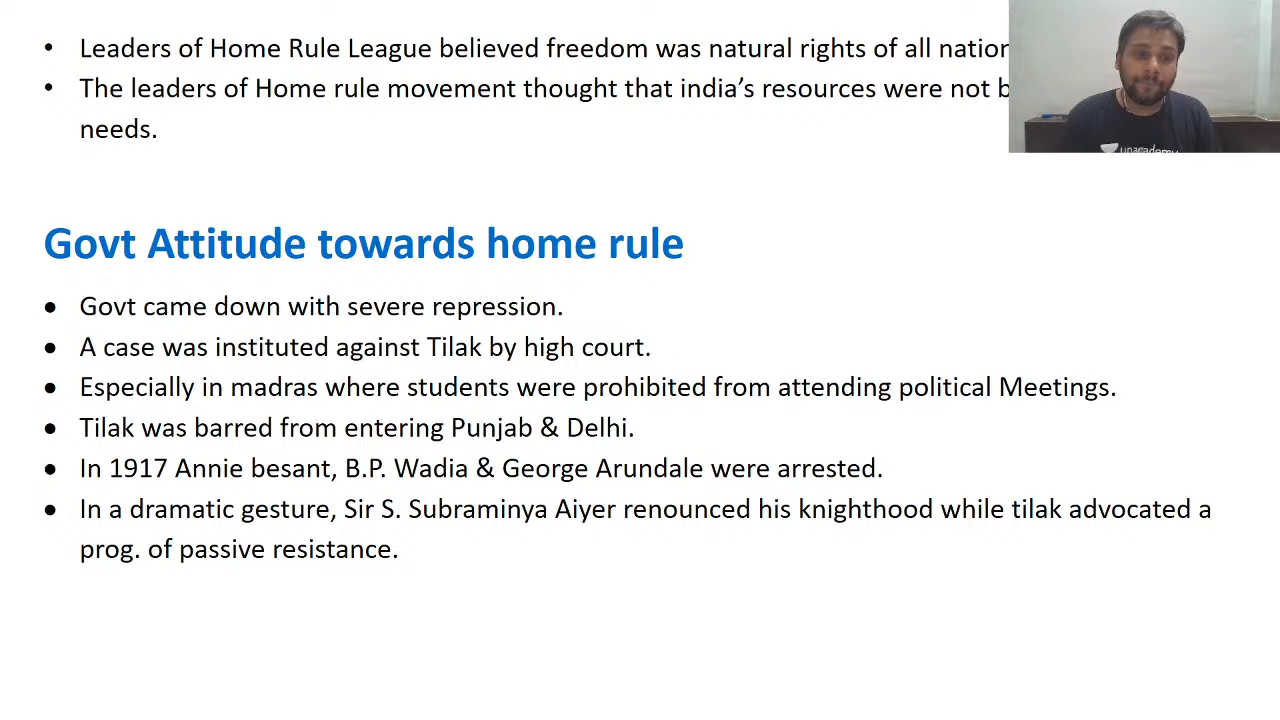 • Leaders of Home Rule League believed freedom was natural rights of all
• The leaders of Home rule movement thought that india’s resources were not
needs.
Govt Attitude towards home rule
• Govt came down with severe repression.
• A case was instituted against Tilak by high court.
• Especially in madras where students were prohibited from attending political Meetings.
• Tilak was barred from entering Punjab & Delhi.
• In 1917 Annie besant, B.P. Wadia & George Arundale were arrested.
• In a dramatic gesture, Sir S. Subraminya Aiyer renounced his knighthood while tilak advocated a
prog. of passive resistance.
unacademy